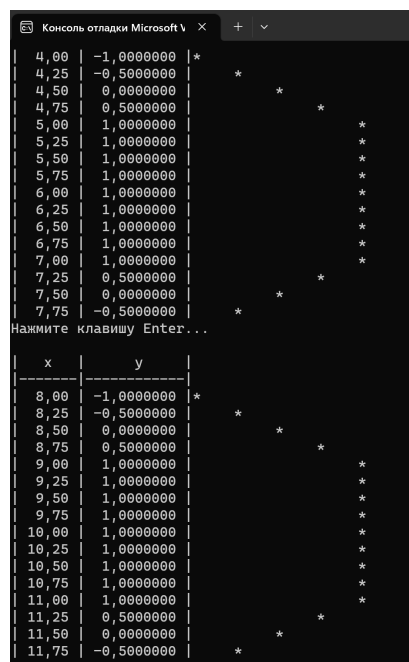 Консоль отладки Microsoft V
| 4,00 | -1,0000000 |*
| 4,25 | -0,5000000 | *
| 4,50 | 0,0000000 | *
| 4,75 | 0,5000000 | *
| 5,00 | 1,0000000 | *
| 5,25 | 1,0000000 | *
| 5,50 | 1,0000000 | *
| 5,75 | 1,0000000 | *
| 6,00 | 1,0000000 | *
| 6,25 | 1,0000000 | *
| 6,50 | 1,0000000 | *
| 6,75 | 1,0000000 | *
| 7,00 | 1,0000000 | *
| 7,25 | 0,5000000 | *
| 7,50 | 0,0000000 | *
| 7,75 | -0,5000000 | *
Нажмите клавишу Enter...
| x | y |
|-------|------------|
| 8,00 | -1,0000000 |*
| 8,25 | -0,5000000 | *
| 8,50 | 0,0000000 | *
| 8,75 | 0,5000000 | *
| 9,00 | 1,0000000 | *
| 9,25 | 1,0000000 | *
| 9,50 | 1,0000000 | *
| 9,75 | 1,0000000 | *
| 10,00 | 1,0000000 | *
| 10,25 | 1,0000000 | *
| 10,50 | 1,0000000 | *
| 10,75 | 1,0000000 | *
| 11,00 | 1,0000000 | *
| 11,25 | 0,5000000 | *
| 11,50 | 0,0000000 | *
| 11,75 | -0,5000000 | *